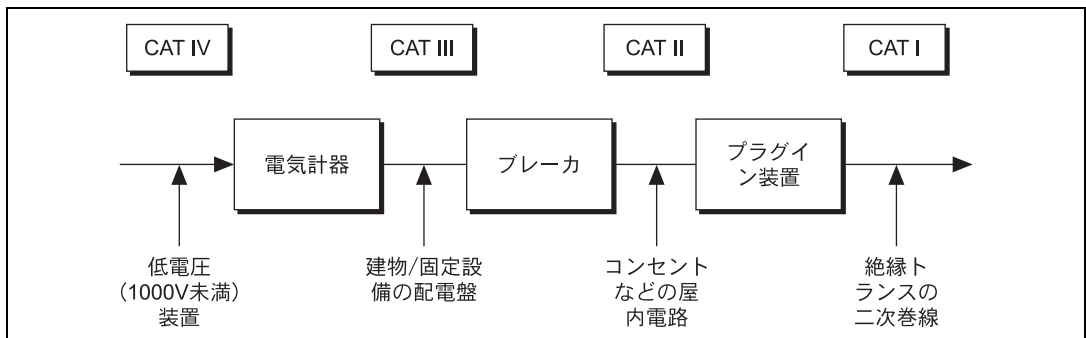 CAT IV
CAT III
CAT II
CAT I
電気計器
ブレーカ
プラグイ
ン装置
低電圧
(1000V未満)
装置
建物/固定設
備の配電盤
コンセント
などの屋
内電路
絶縁ト
ランスの
二次巻線